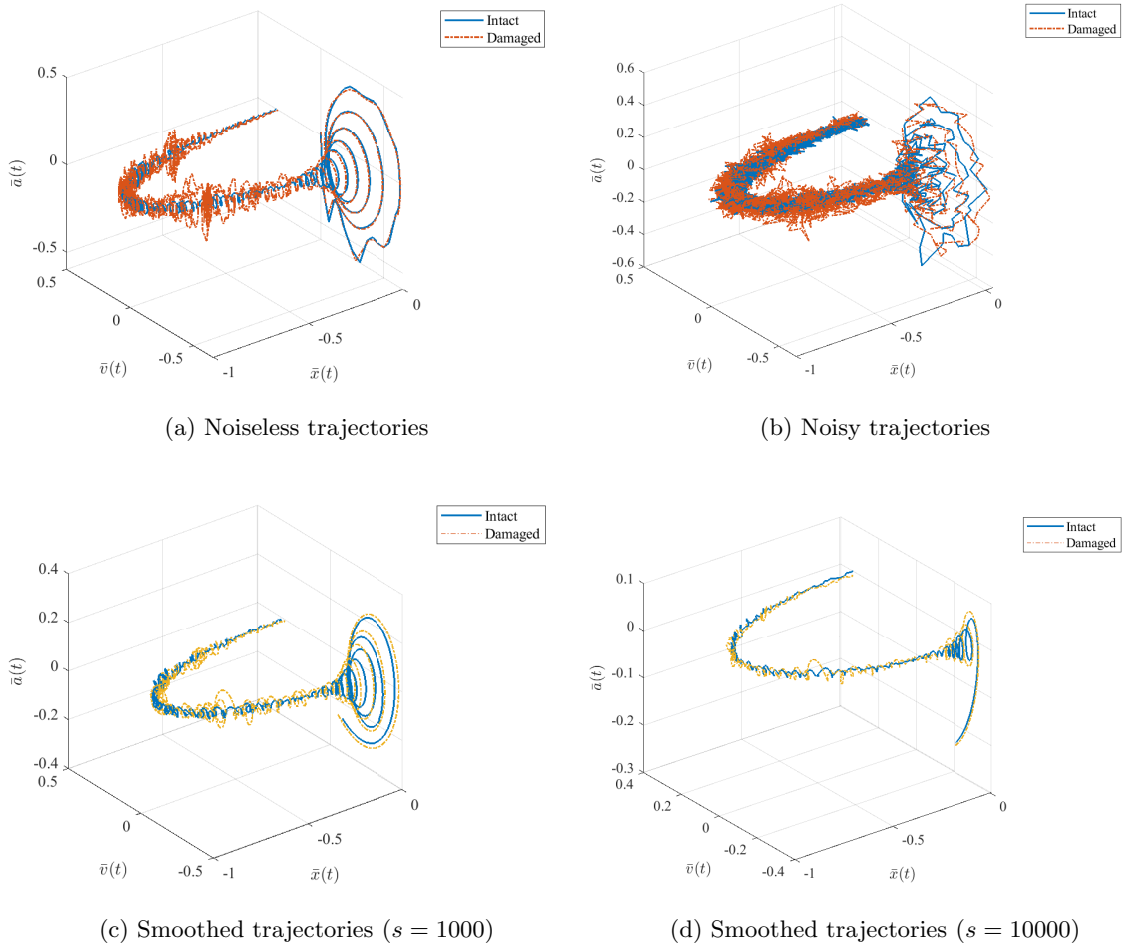 Intact
Damaged
0.5
0
-0.5
0.5
0
-0.5
-1
-0.5
0
ā(t)
v̄(t)
x̄(t)
(a) Noiseless trajectories
Intact
Damaged
0.6
0.4
0.2
0
-0.2
-0.4
-0.6
0.5
0
-0.5
-1
-0.5
0
ā(t)
v̄(t)
x̄(t)
(b) Noisy trajectories
Intact
Damaged
0.4
0.2
0
-0.2
-0.4
0.5
0
-0.5
-1
-0.5
0
ā(t)
v̄(t)
x̄(t)
(c) Smoothed trajectories (s = 1000)
Intact
Damaged
0.1
0
-0.1
-0.2
-0.3
0.4
0.2
0
-0.2
-0.4
-1
-0.5
0
ā(t)
v̄(t)
x̄(t)
(d) Smoothed trajectories (s = 10000)